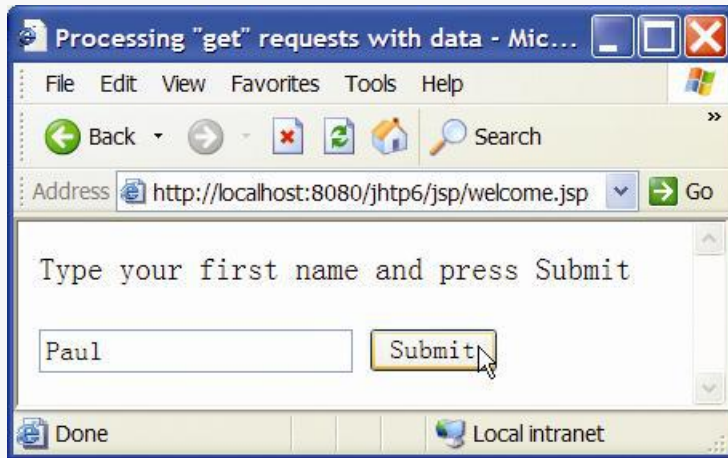 Processing "get" requests with data - Mic...
File Edit View Favorites Tools Help
Back Search »
Address http://localhost:8080/jhtp6/jsp/welcome.jsp Go
Type your first name and press Submit
Paul Submit
Done Local intranet